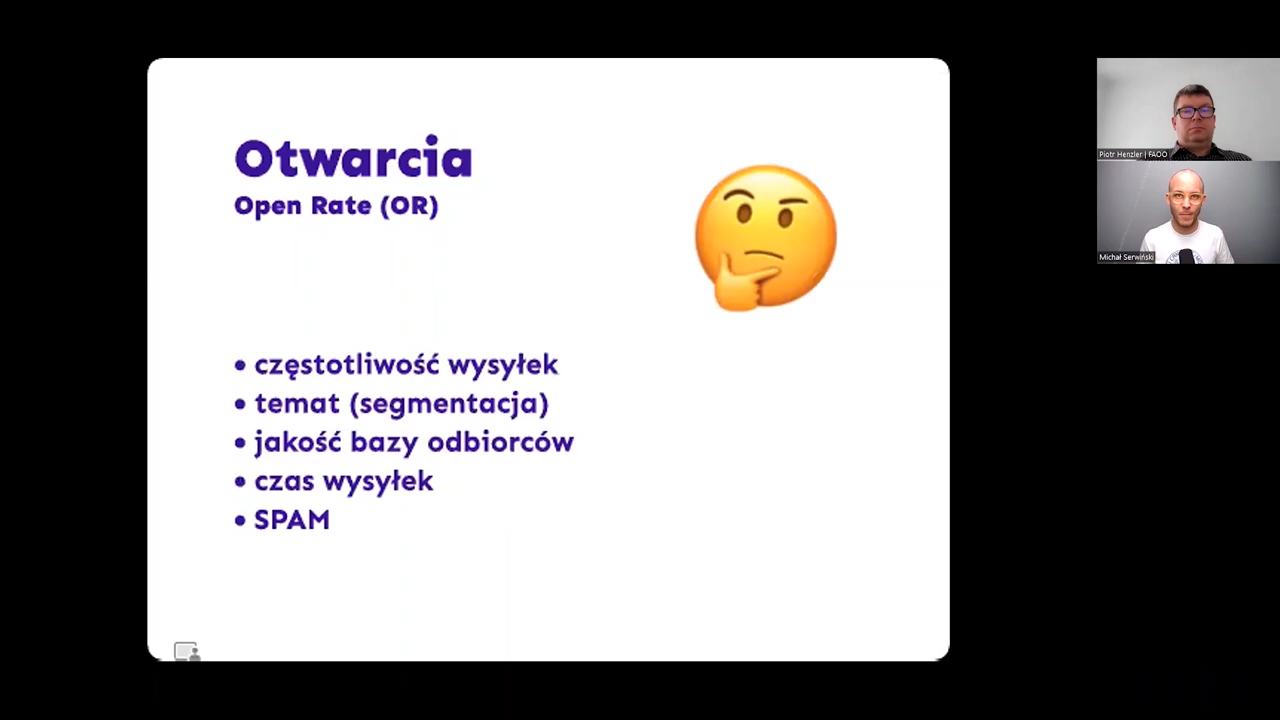 Otwarcia
Open Rate (OR)
• częstotliwość wysyłek
• temat (segmentacja)
• jakość bazy odbiorców
• czas wysyłek
• SPAM
Piotr Henzler | FAOO
Michał Serwiński